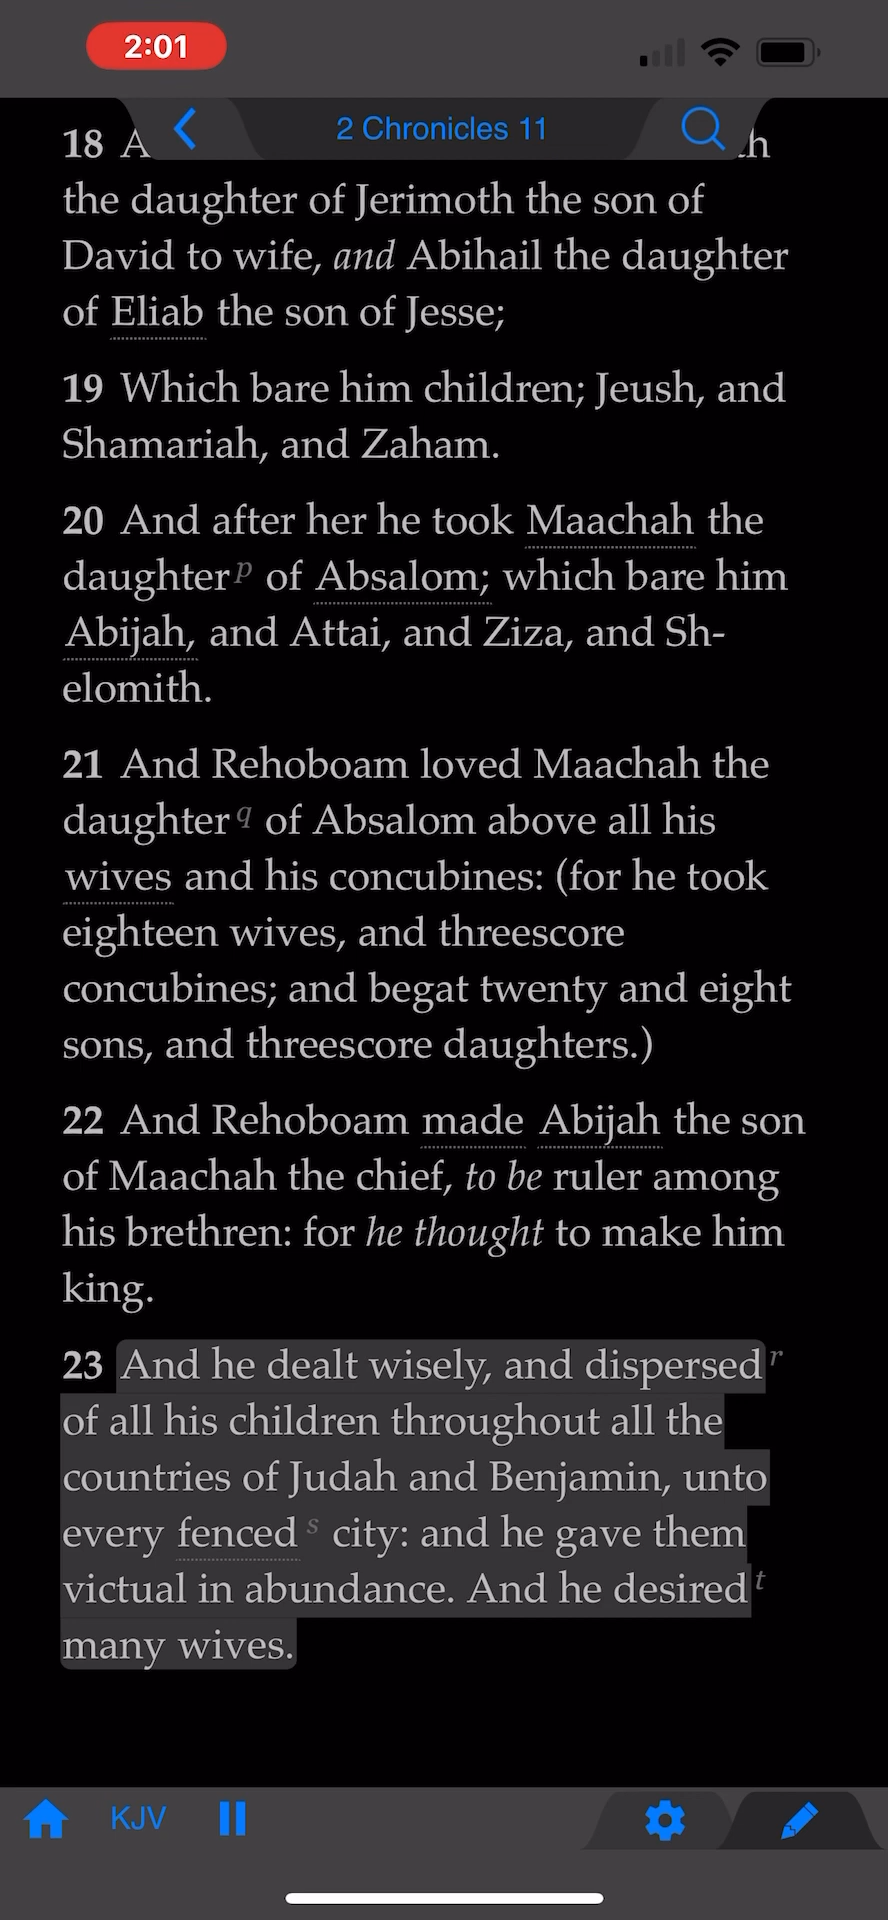 2:01
2 Chronicles 11
18 A
the daughter of Jerimoth the son of
David to wife, and Abihail the daughter
of Eliab the son of Jesse;
19 Which bare him children; Jeush, and
Shamariah, and Zaham.
20 And after her he took Maachah the
daughter p of Absalom; which bare him
Abijah, and Attai, and Ziza, and Sh-
elomith.
21 And Rehoboam loved Maachah the
daughter q of Absalom above all his
wives and his concubines: (for he took
eighteen wives, and threescore
concubines; and begat twenty and eight
sons, and threescore daughters.)
22 And Rehoboam made Abijah the son
of Maachah the chief, to be ruler among
his brethren: for he thought to make him
king.
23 And he dealt wisely, and dispersed r
of all his children throughout all the
countries of Judah and Benjamin, unto
every fenced s city: and he gave them
victual in abundance. And he desired t
many wives.
KJV